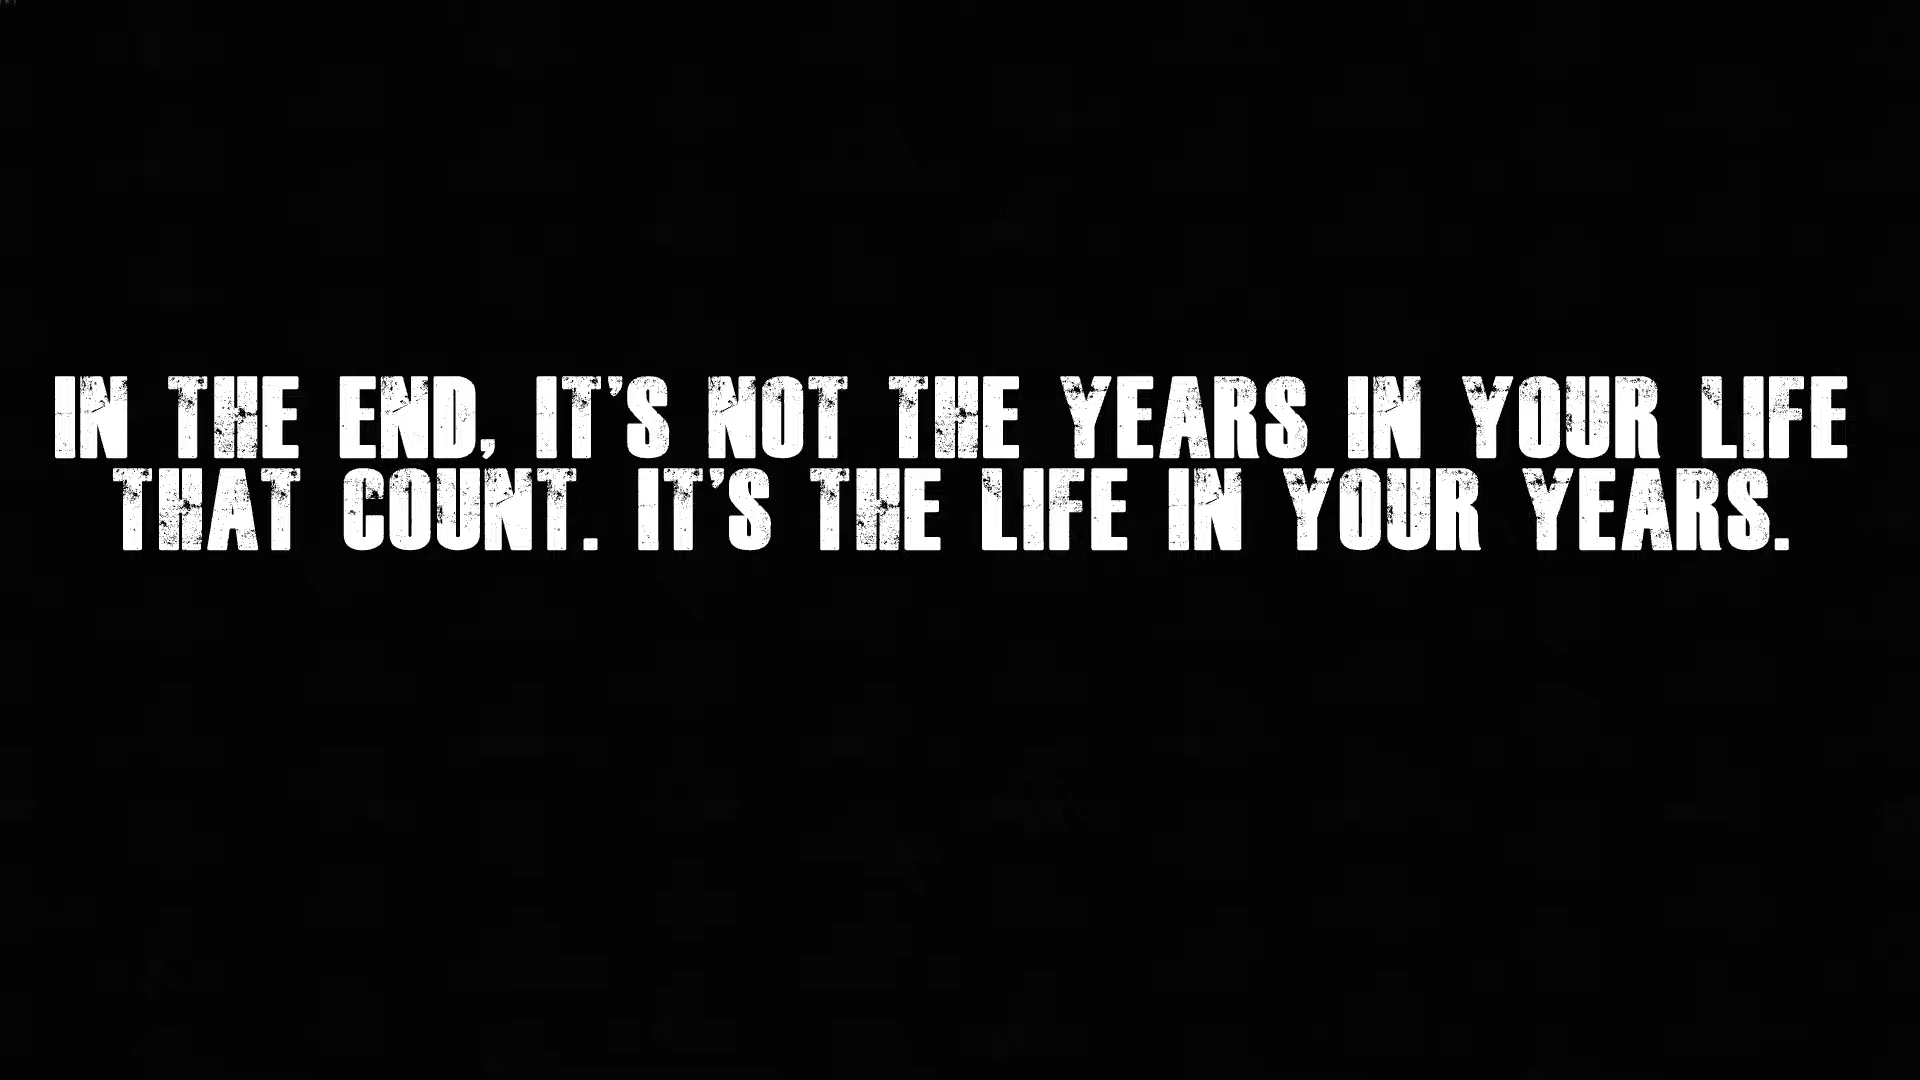 IN THE END, IT'S NOT THE YEARS IN YOUR LIFE
THAT COUNT. IT'S THE LIFE IN YOUR YEARS.